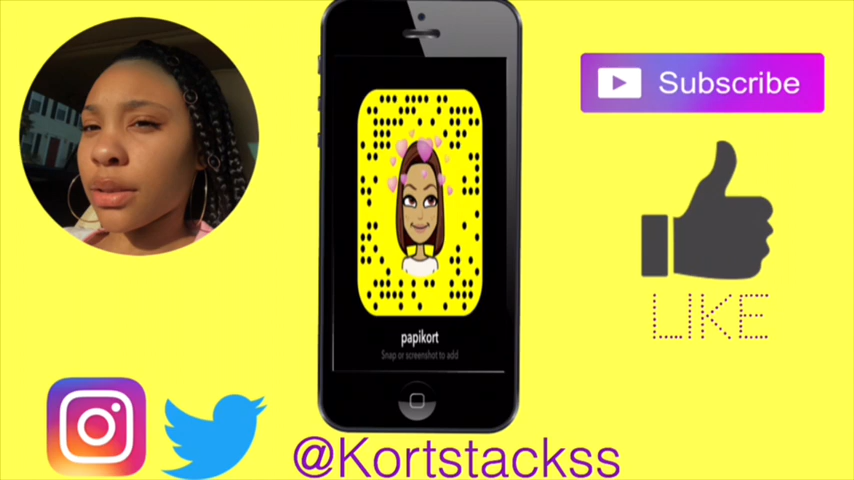 Subscribe
papikort
Snap or screenshot to add
LIKE
@Kortstackss